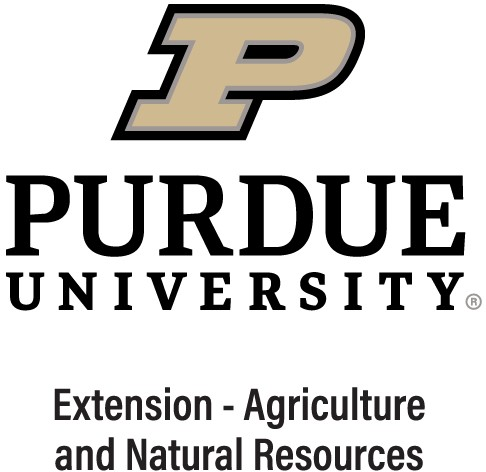 P
PURDUE
UNIVERSITY®
Extension - Agriculture
and Natural Resources